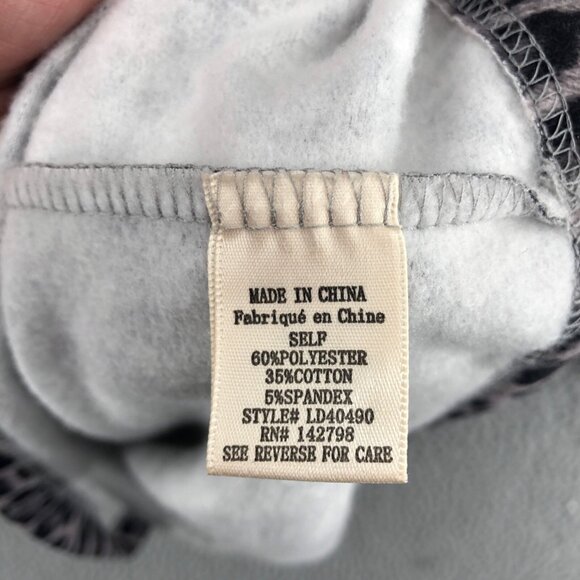 MADE IN CHINA
Fabriqué en Chine
SELF
60%POLYESTER
35%COTTON
5%SPANDEX
STYLE# LD40490
RN# 142798
SEE REVERSE FOR CARE